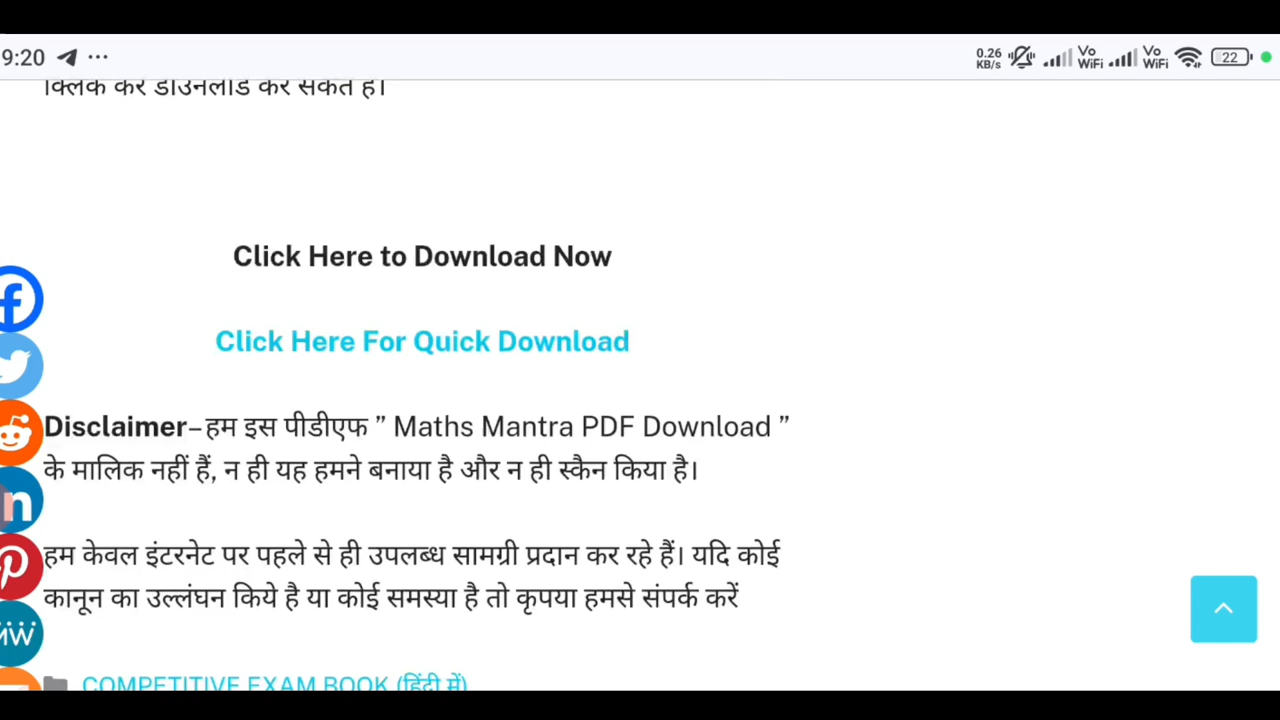 9:20 ...
0.26 KB/s Vo WiFi Vo WiFi 22
क्लिक कर डाउनलोड कर सकते है।
Click Here to Download Now
Click Here For Quick Download
Disclaimer–हम इस पीडीएफ ” Maths Mantra PDF Download ”
के मालिक नहीं हैं, न ही यह हमने बनाया है और न ही स्कैन किया है।
हम केवल इंटरनेट पर पहले से ही उपलब्ध सामग्री प्रदान कर रहे हैं। यदि कोई
कानून का उल्लंघन किये है या कोई समस्या है तो कृपया हमसे संपर्क करें
COMPETITIVE EXAM BOOK (हिंदी में)